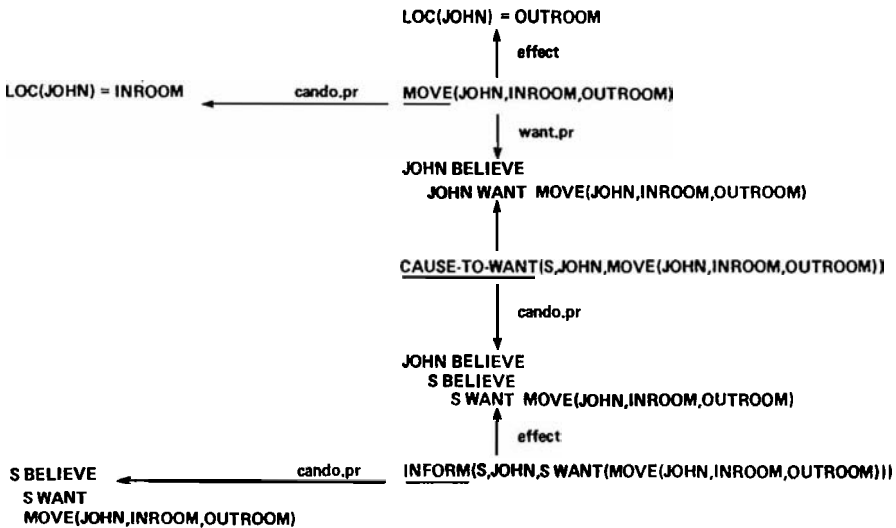 LOC(JOHN) = OUTROOM
effect
LOC(JOHN) = INROOM
cando.pr
MOVE(JOHN,INROOM,OUTROOM)
want.pr
JOHN BELIEVE
JOHN WANT MOVE(JOHN,INROOM,OUTROOM)
CAUSE-TO-WANT(S,JOHN,MOVE(JOHN,INROOM,OUTROOM))
cando.pr
JOHN BELIEVE
S BELIEVE
S WANT MOVE(JOHN,INROOM,OUTROOM)
effect
S BELIEVE
cando.pr
INFORM(S,JOHN,S WANT(MOVE(JOHN,INROOM,OUTROOM)))
S WANT
MOVE(JOHN,INROOM,OUTROOM)